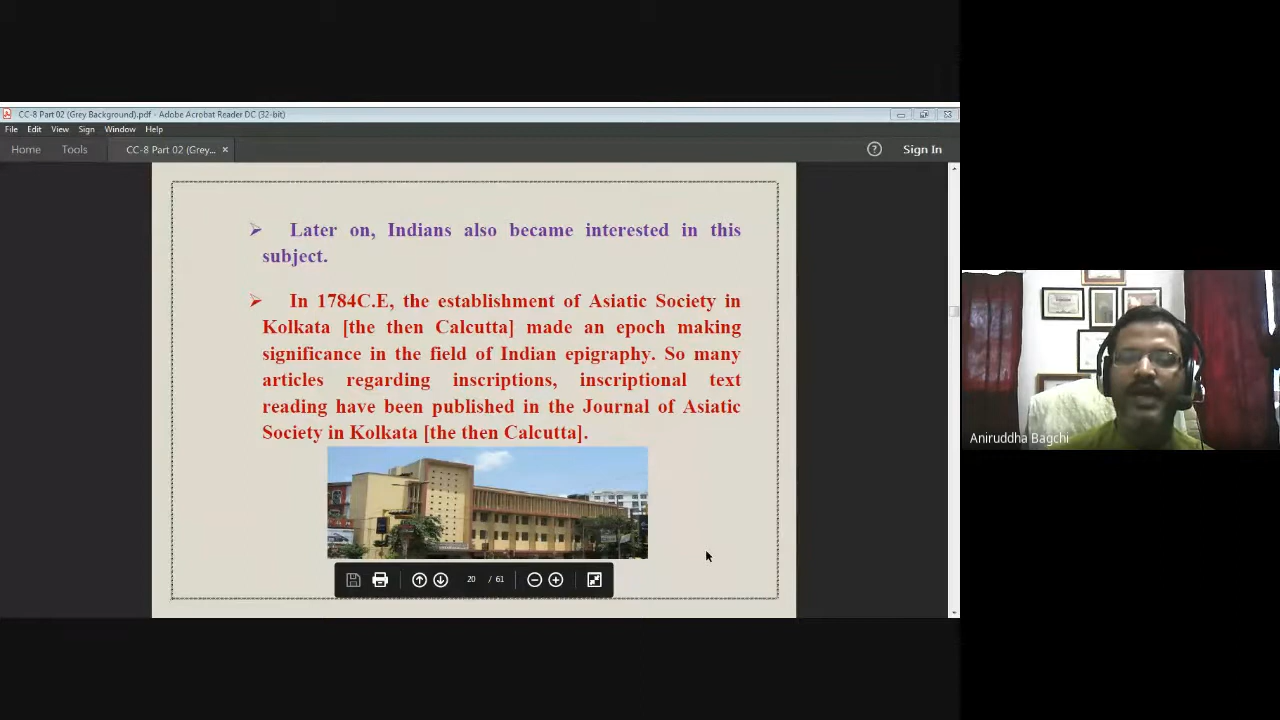 CC-8 Part 02 (Grey Background).pdf - Adobe Acrobat Reader DC (32-bit)
File Edit View Sign Window Help
Home Tools CC-8 Part 02 (Grey... × ? Sign In
➢ Later on, Indians also became interested in this
subject.
➢ In 1784C.E, the establishment of Asiatic Society in
Kolkata [the then Calcutta] made an epoch making
significance in the field of Indian epigraphy. So many
articles regarding inscriptions, inscriptional text
reading have been published in the Journal of Asiatic
Society in Kolkata [the then Calcutta].
20 / 61
Aniruddha Bagchi